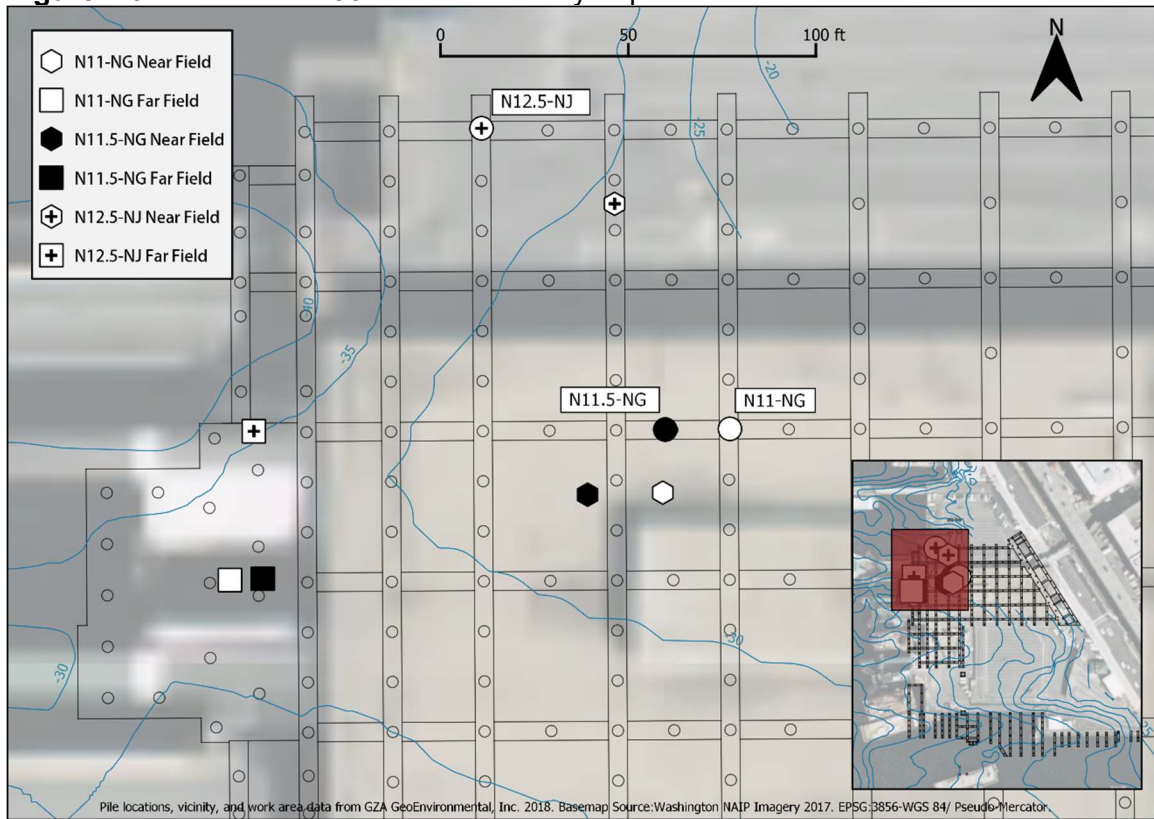 0 50 100 ft
N
N11-NG Near Field
N11-NG Far Field
N11.5-NG Near Field
N11.5-NG Far Field
N12.5-NJ Near Field
N12.5-NJ Far Field
N12.5-NJ
-20
-25
-40
-35
N11.5-NG
N11-NG
-30
-30
Pile locations, vicinity, and work area data from GZA GeoEnvironmental, Inc. 2018. Basemap Source:Washington NAIP Imagery 2017. EPSG:3856-WGS 84/ Pseudo-Mercator.